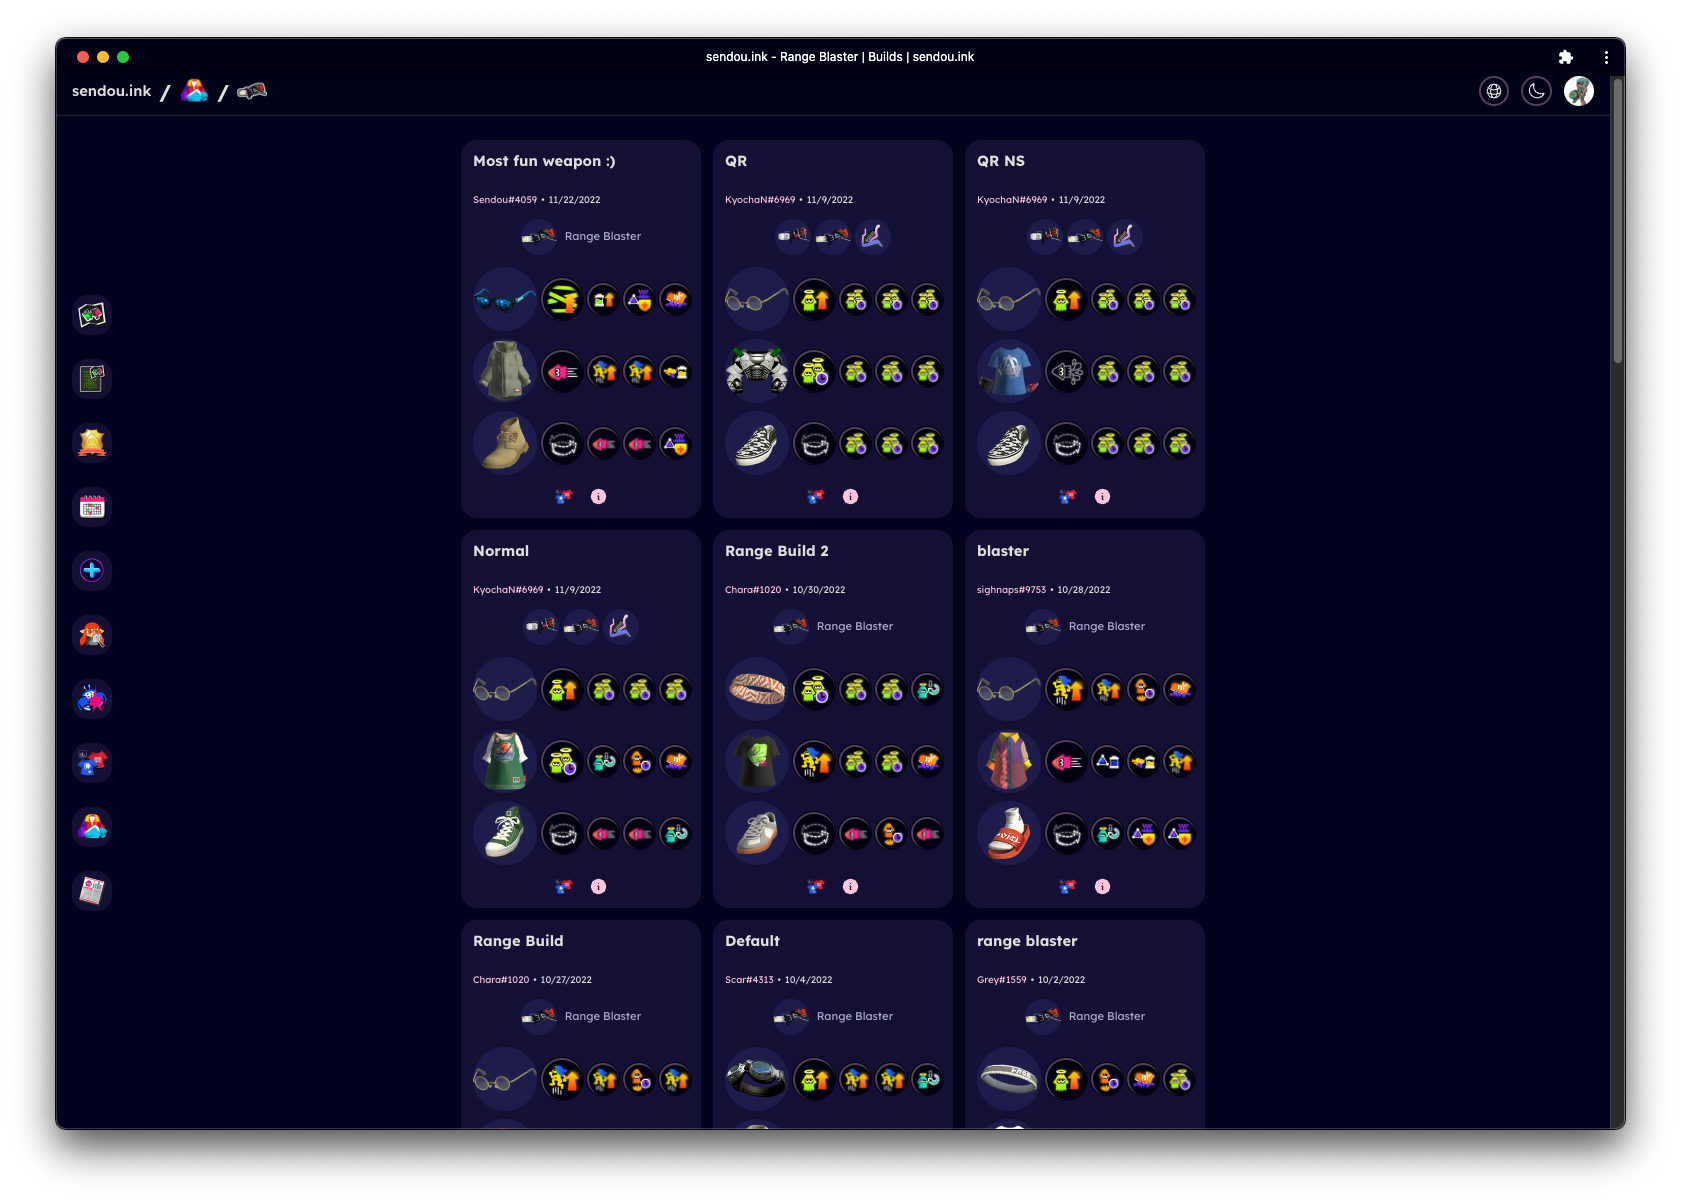 sendou.ink - Range Blaster | Builds | sendou.ink
sendou.ink / /
Most fun weapon :)
Sendou#4059 • 11/22/2022
Range Blaster
QR
KyochaN#6969 • 11/9/2022
QR NS
KyochaN#6969 • 11/9/2022
Normal
KyochaN#6969 • 11/9/2022
Range Build 2
Chara#1020 • 10/30/2022
Range Blaster
blaster
sighnaps#9753 • 10/28/2022
Range Blaster
Range Build
Chara#1020 • 10/27/2022
Range Blaster
Default
Scar#4313 • 10/4/2022
Range Blaster
range blaster
Grey#1559 • 10/2/2022
Range Blaster